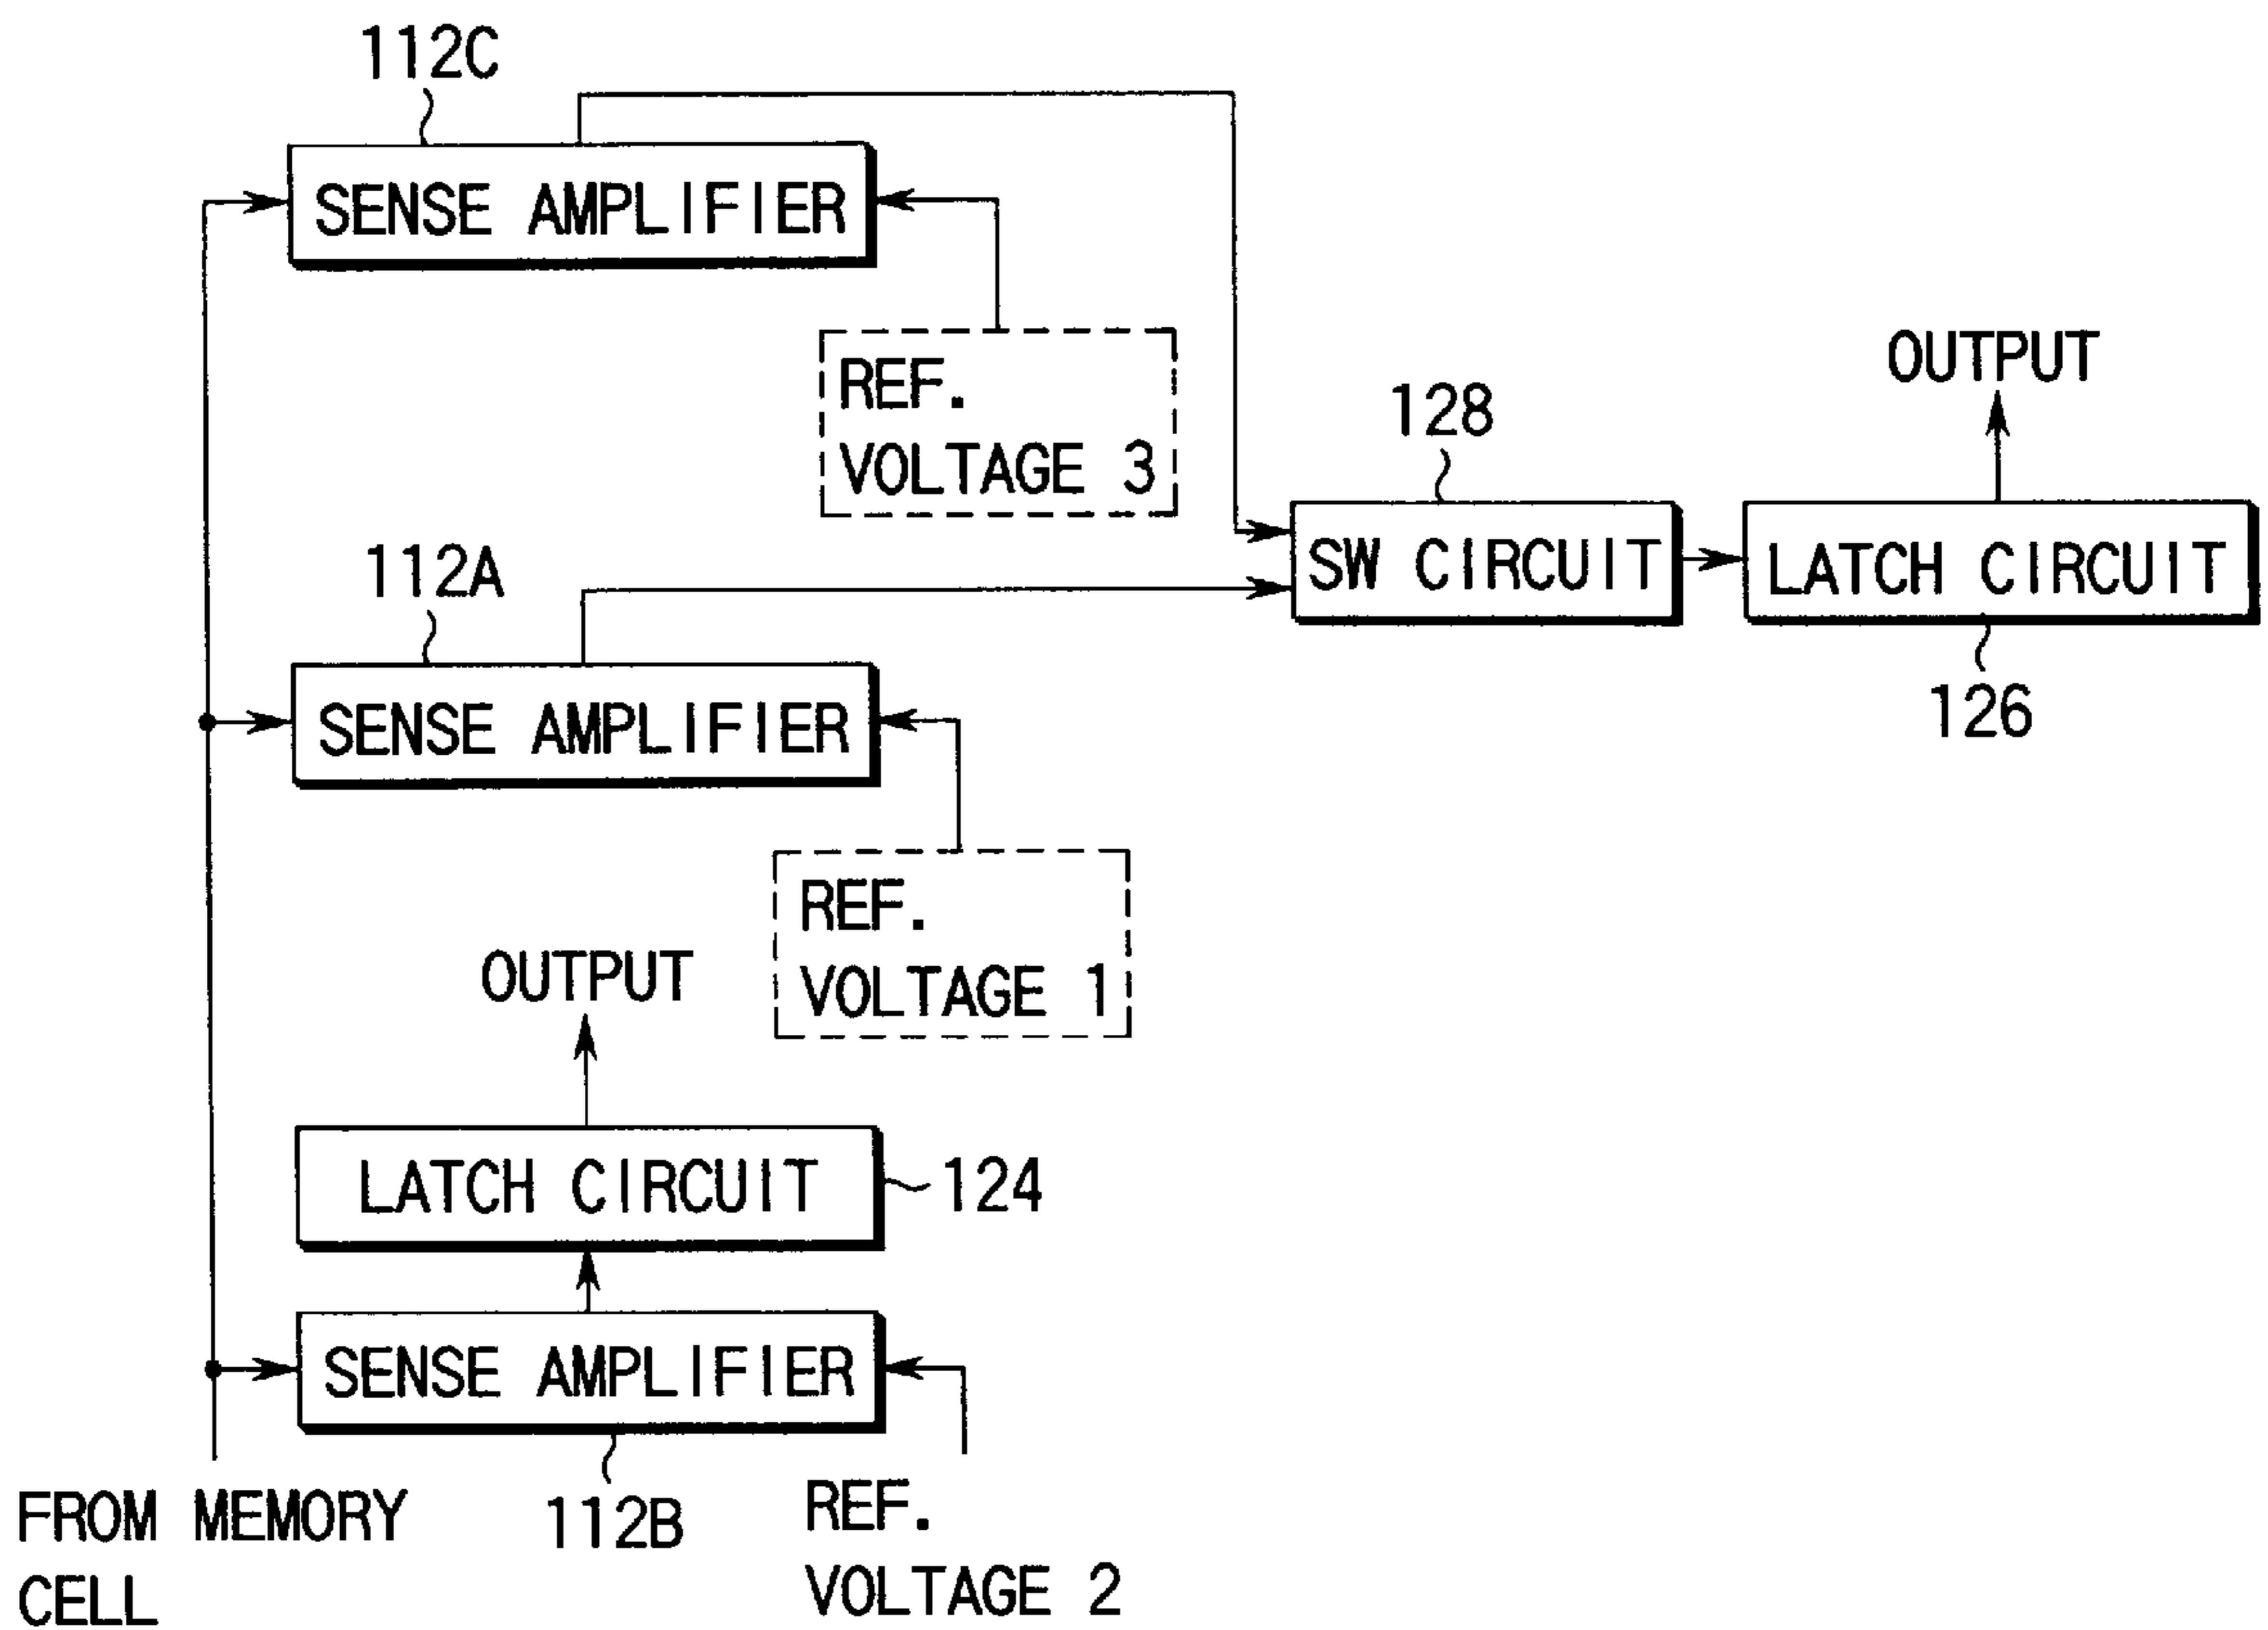 112C
SENSE AMPLIFIER
REF.
VOLTAGE 3
OUTPUT
128
SW CIRCUIT
LATCH CIRCUIT
126
112A
SENSE AMPLIFIER
REF.
VOLTAGE 1
OUTPUT
LATCH CIRCUIT
124
SENSE AMPLIFIER
112B
REF.
VOLTAGE 2
FROM MEMORY
CELL